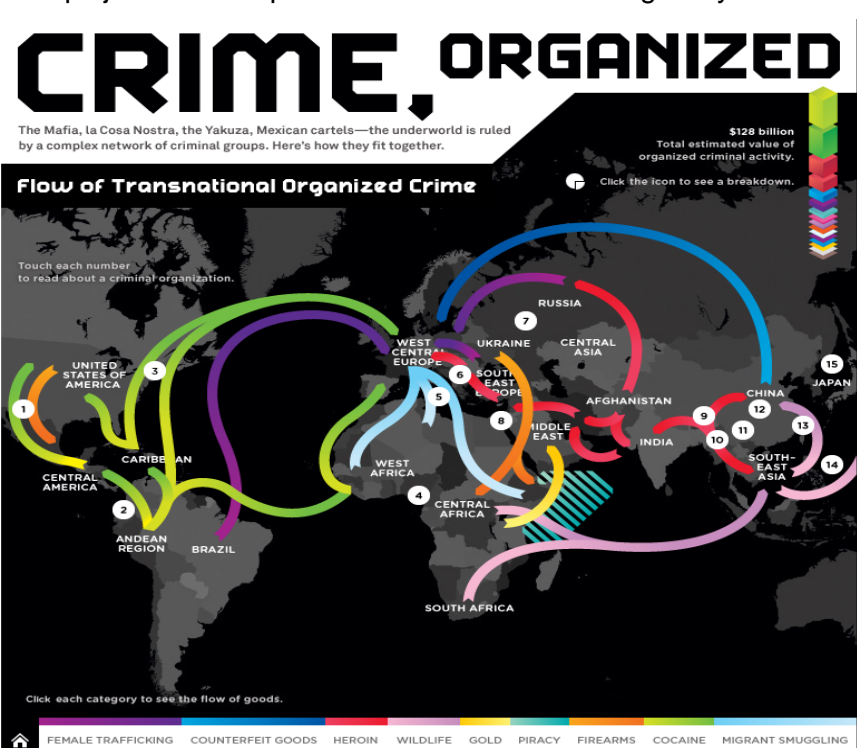 CRIME, ORGANIZED
The Mafia, la Cosa Nostra, the Yakuza, Mexican cartels—the underworld is ruled
by a complex network of criminal groups. Here's how they fit together.
$128 billion
Total estimated value of
organized criminal activity.
Click the icon to see a breakdown.
Flow of Transnational Organized Crime
Touch each number
to read about a criminal organization.
RUSSIA
7
WEST
CENTRAL
EUROPE
UKRAINE
CENTRAL
ASIA
15
JAPAN
UNITED
STATES OF
AMERICA
3
6
SOUTH
EAST
EUROPE
1
5
AFGHANISTAN
CHINA
12
9
8
MIDDLE
EAST
INDIA
10
11
13
CARIBBEAN
CENTRAL
AMERICA
WEST
AFRICA
SOUTH-
EAST
ASIA
14
4
CENTRAL
AFRICA
2
ANDEAN
REGION
BRAZIL
SOUTH AFRICA
Click each category to see the flow of goods.
FEMALE TRAFFICKING COUNTERFEIT GOODS HEROIN WILDLIFE GOLD PIRACY FIREARMS COCAINE MIGRANT SMUGGLING